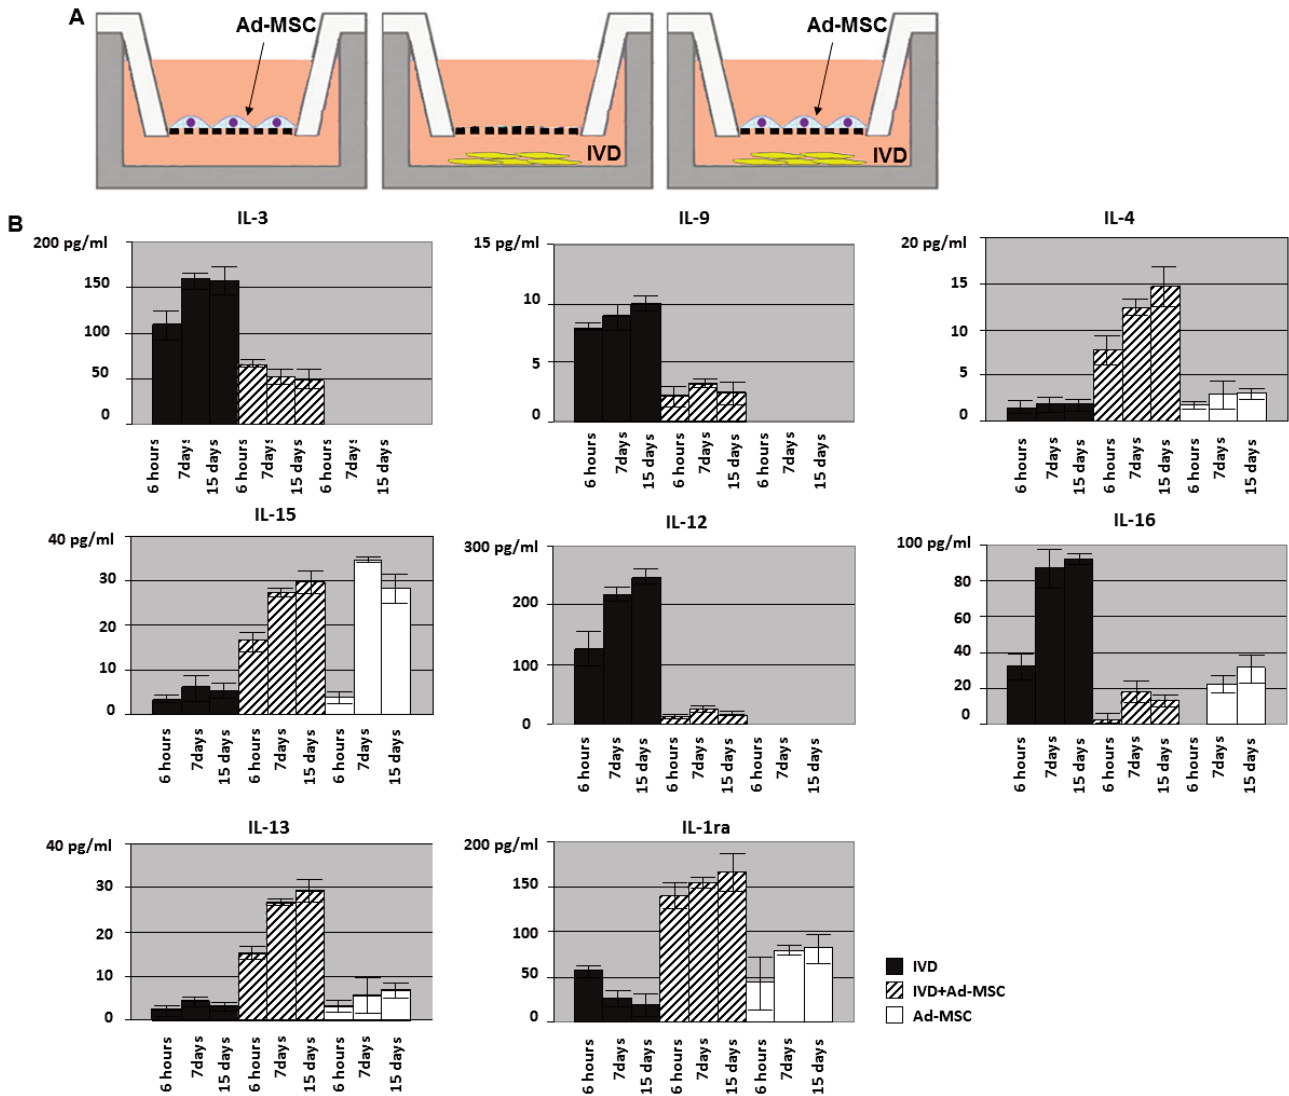 A
Ad-MSC
Ad-MSC
IVD
IVD
B
IL-3
200 pg/ml
150
100
50
0
6 hours
7days
15 days
6 hours
7days
15 days
6 hours
7days
15 days
IL-9
15 pg/ml
10
5
0
6 hours
7days
15 days
6 hours
7days
15 days
6 hours
7days
15 days
IL-4
20 pg/ml
15
10
5
0
6 hours
7days
15 days
6 hours
7days
15 days
6 hours
7days
15 days
IL-15
40 pg/ml
30
20
10
0
6 hours
7days
15 days
6 hours
7days
15 days
6 hours
7days
15 days
IL-12
300 pg/ml
200
100
0
6 hours
7days
15 days
6 hours
7days
15 days
6 hours
7days
15 days
IL-16
100 pg/ml
80
60
40
20
0
6 hours
7days
15 days
6 hours
7days
15 days
6 hours
7days
15 days
IL-13
40 pg/ml
30
20
10
0
6 hours
7days
15 days
6 hours
7days
15 days
6 hours
7days
15 days
IL-1ra
200 pg/ml
150
100
50
0
6 hours
7days
15 days
6 hours
7days
15 days
6 hours
7days
15 days
IVD
IVD+Ad-MSC
Ad-MSC